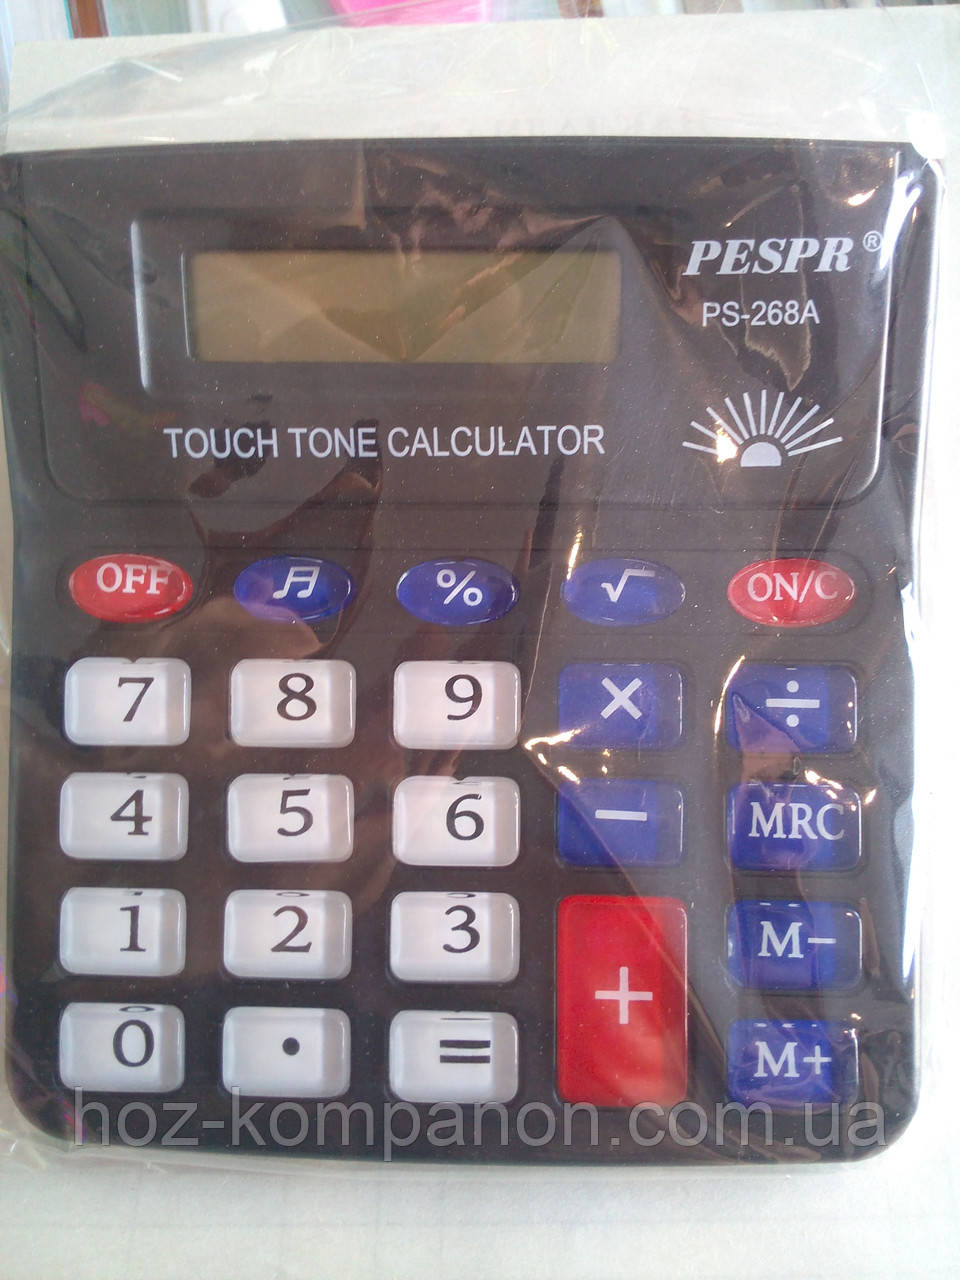 PESPR®
PS-268A
TOUCH TONE CALCULATOR
OFF % √ ON/C
7 8 9 × ÷
4 5 6 − MRC
1 2 3 + M−
0 . = M+
hoz-kompanon.com.ua